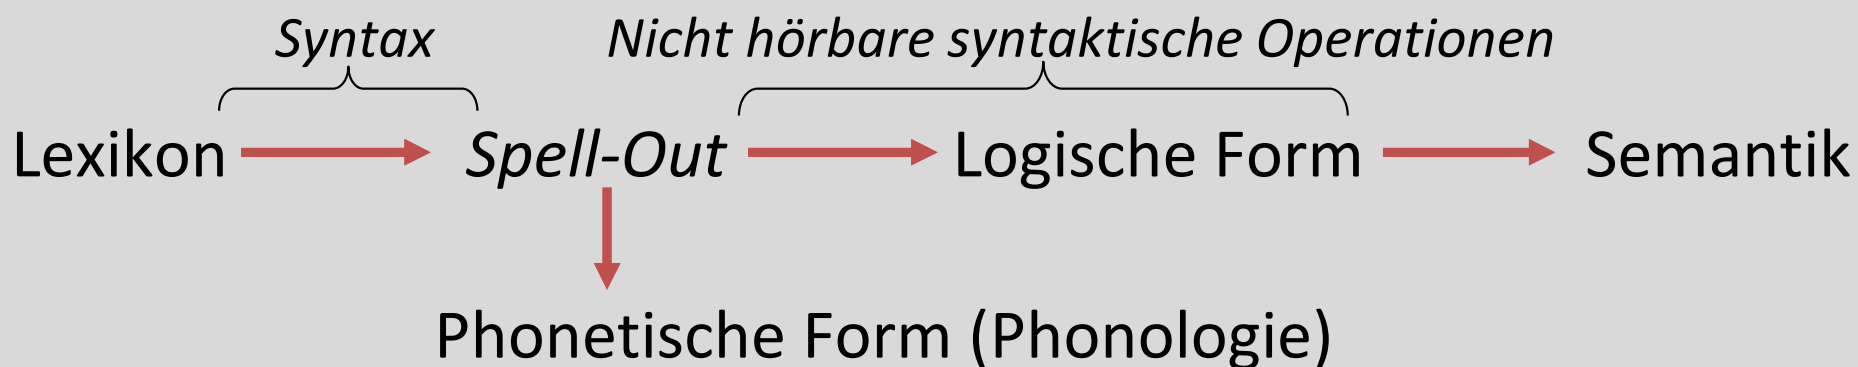 Syntax Nicht hörbare syntaktische Operationen
Lexikon Spell-Out Logische Form Semantik
Phonetische Form (Phonologie)